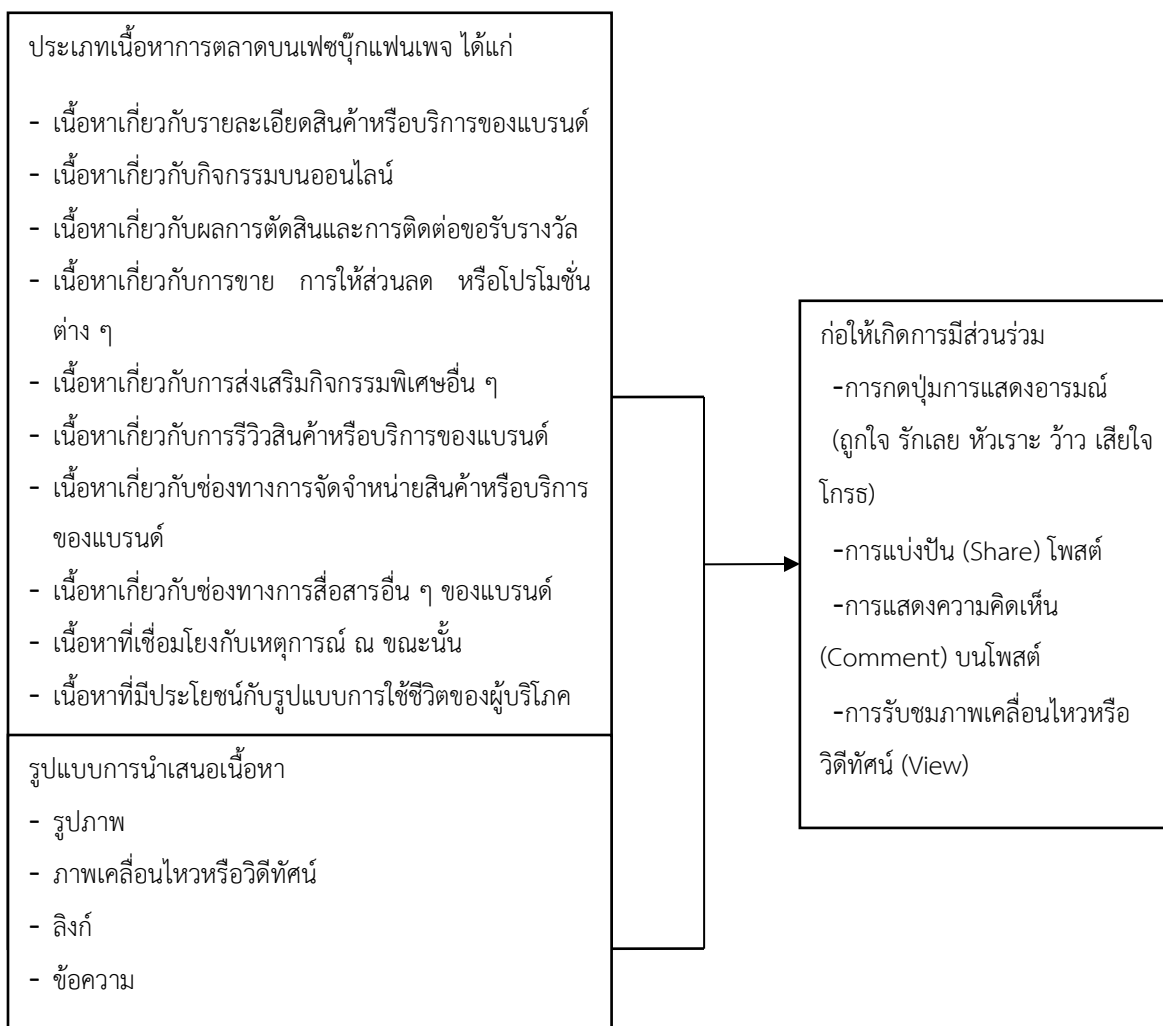 ประเภทเนื้อหาการตลาดบนเฟซบุ๊กแฟนเพจ ได้แก่
- เนื้อหาเกี่ยวกับรายละเอียดสินค้าหรือบริการของแบรนด์
- เนื้อหาเกี่ยวกับกิจกรรมบนออนไลน์
- เนื้อหาเกี่ยวกับผลการตัดสินและการติดต่อขอรับรางวัล
- เนื้อหาเกี่ยวกับการขาย การให้ส่วนลด หรือโปรโมชั่น
ต่าง ๆ
- เนื้อหาเกี่ยวกับการส่งเสริมกิจกรรมพิเศษอื่น ๆ
- เนื้อหาเกี่ยวกับการรีวิวสินค้าหรือบริการของแบรนด์
- เนื้อหาเกี่ยวกับช่องทางการจัดจำหน่ายสินค้าหรือบริการ
ของแบรนด์
- เนื้อหาเกี่ยวกับช่องทางการสื่อสารอื่น ๆ ของแบรนด์
- เนื้อหาที่เชื่อมโยงกับเหตุการณ์ ณ ขณะนั้น
- เนื้อหาที่มีประโยชน์กับรูปแบบการใช้ชีวิตของผู้บริโภค
รูปแบบการนำเสนอเนื้อหา
- รูปภาพ
- ภาพเคลื่อนไหวหรือวิดีทัศน์
- ลิงก์
- ข้อความ
ก่อให้เกิดการมีส่วนร่วม
-การกดปุ่มการแสดงอารมณ์
(ถูกใจ รักเลย หัวเราะ ว้าว เสียใจ
โกรธ)
-การแบ่งปัน (Share) โพสต์
-การแสดงความคิดเห็น
(Comment) บนโพสต์
-การรับชมภาพเคลื่อนไหวหรือ
วิดีทัศน์ (View)